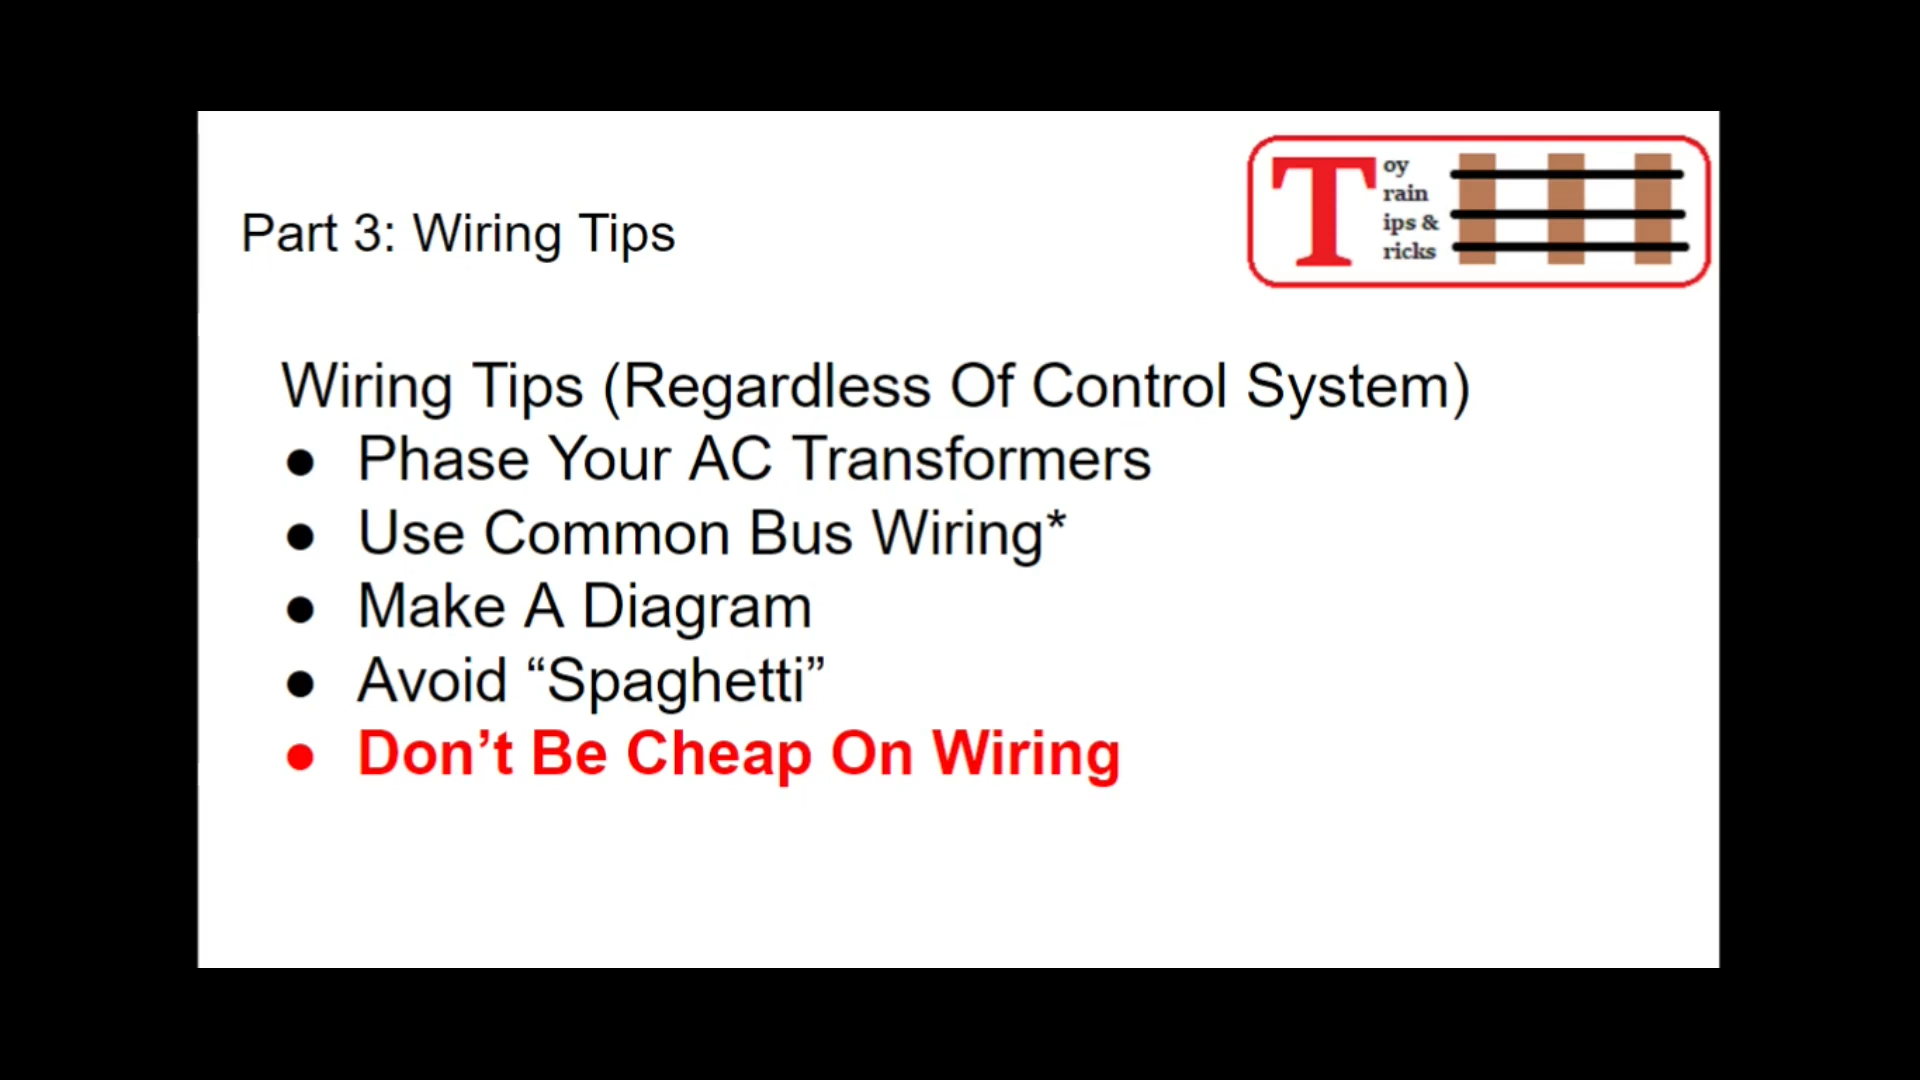 Toy
Train
Tips &
Tricks
Part 3: Wiring Tips
Wiring Tips (Regardless Of Control System)
● Phase Your AC Transformers
● Use Common Bus Wiring*
● Make A Diagram
● Avoid “Spaghetti”
● Don’t Be Cheap On Wiring